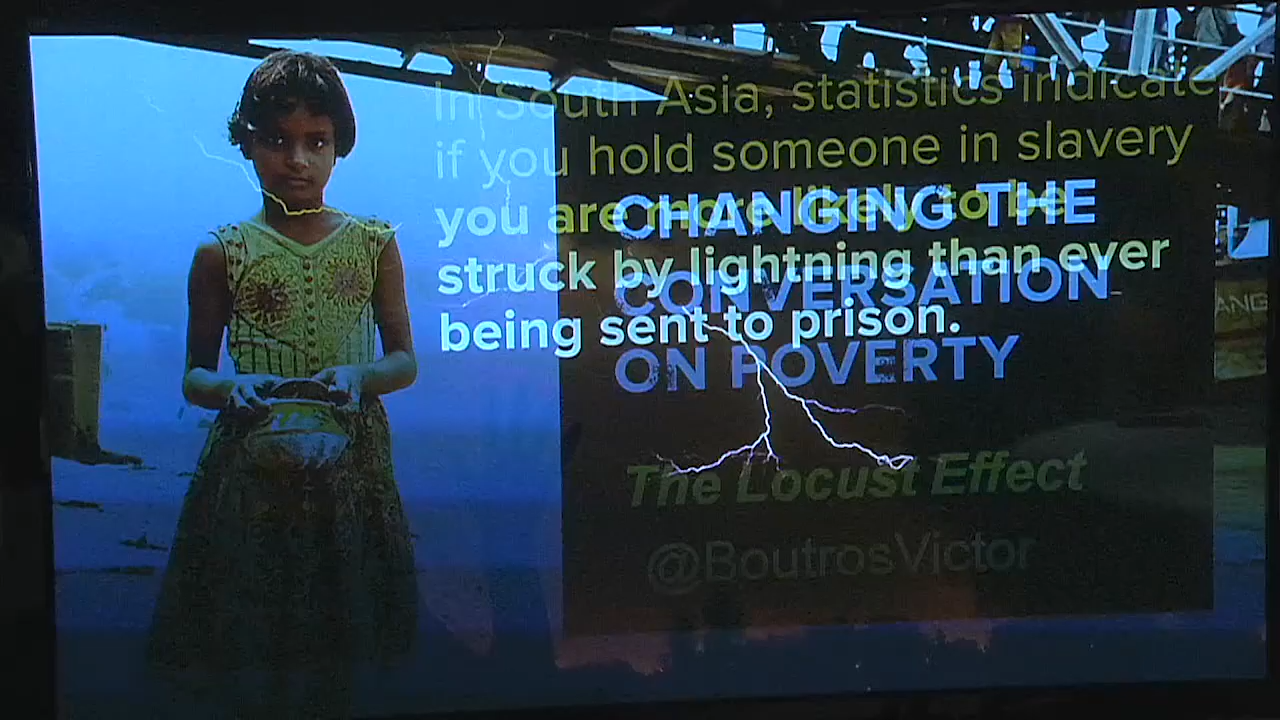 In South Asia, statistics indicate
if you hold someone in slavery
you are more likely to be
struck by lightning than ever
being sent to prison.
CHANGING THE
CONVERSATION
ON POVERTY
The Locust Effect
@BoutrosVictor
ANG